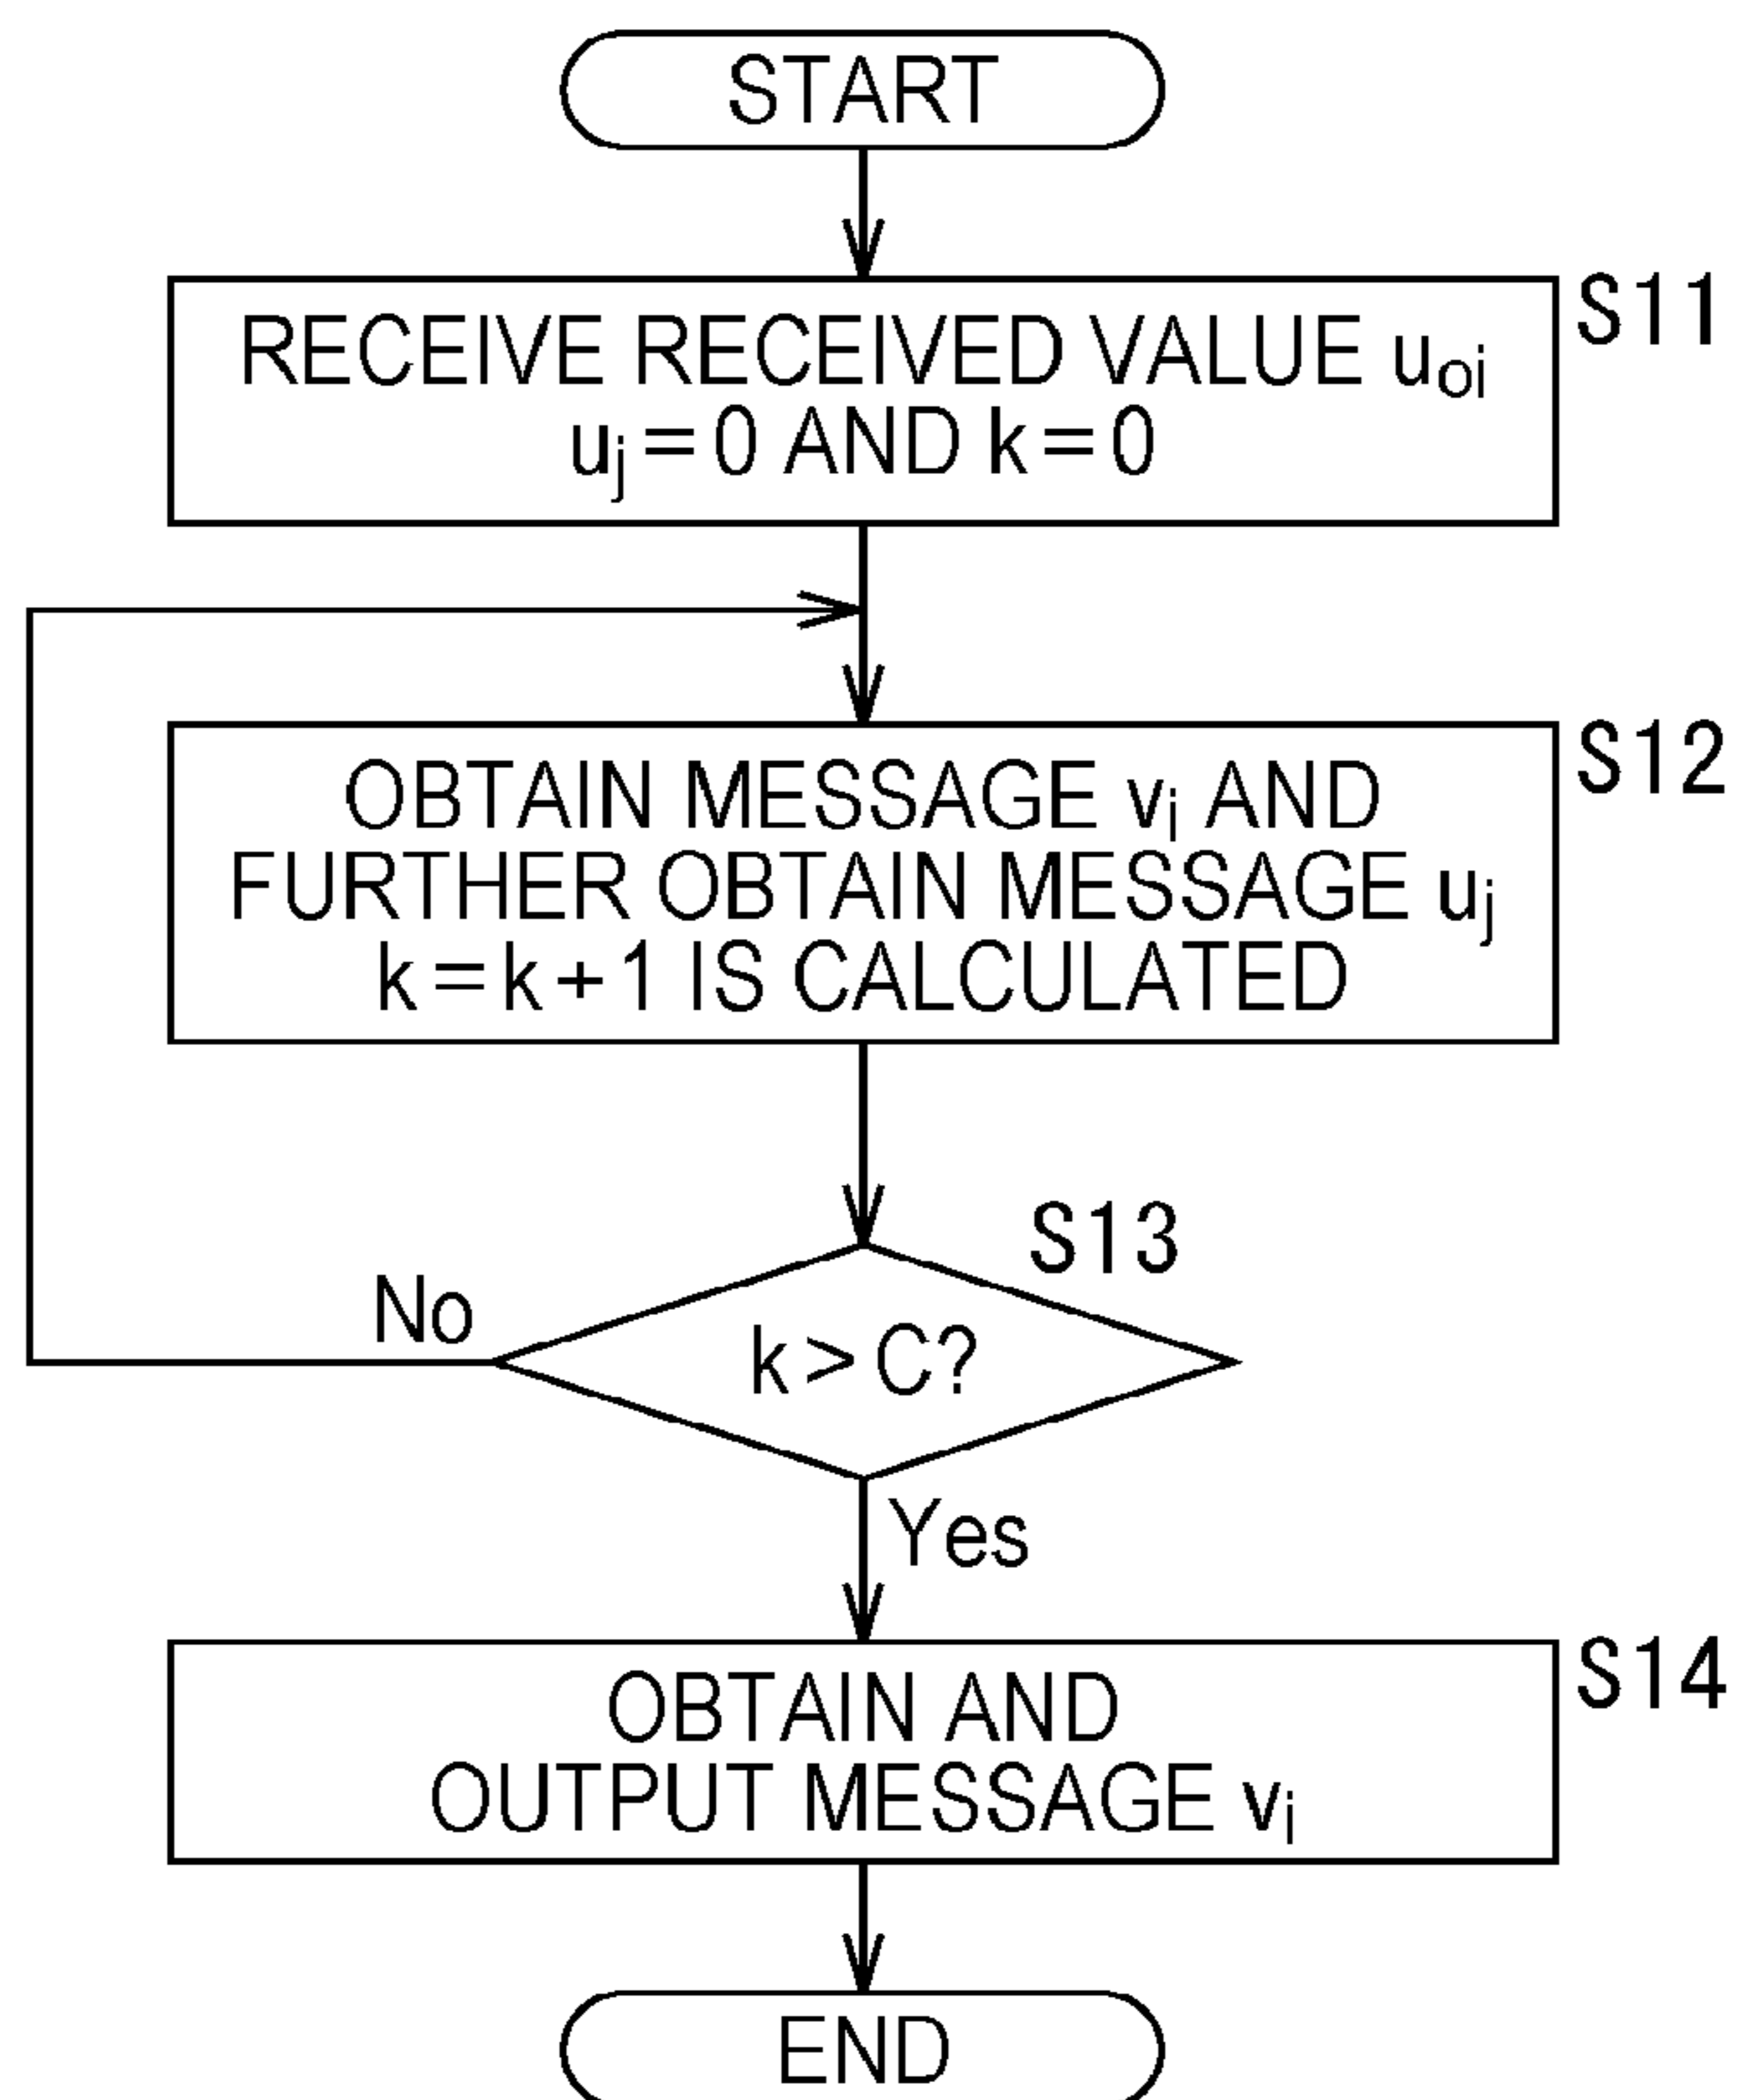 START
S11
RECEIVE RECEIVED VALUE uoi
uj=0 AND k=0
S12
OBTAIN MESSAGE vi AND
FURTHER OBTAIN MESSAGE uj
k=k+1 IS CALCULATED
S13
No
k>C?
Yes
S14
OBTAIN AND
OUTPUT MESSAGE vi
END